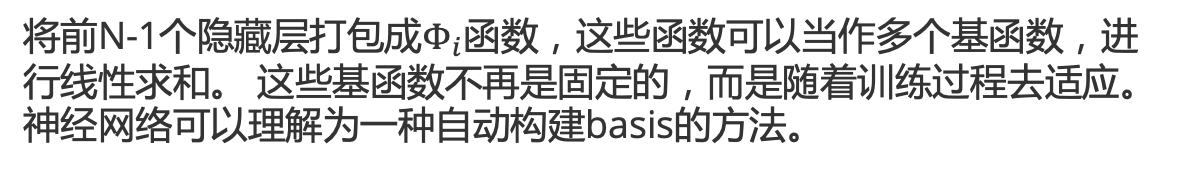 将前N-1个隐藏层打包成Φᵢ函数，这些函数可以当作多个基函数，进
行线性求和。 这些基函数不再是固定的，而是随着训练过程去适应。
神经网络可以理解为一种自动构建basis的方法。